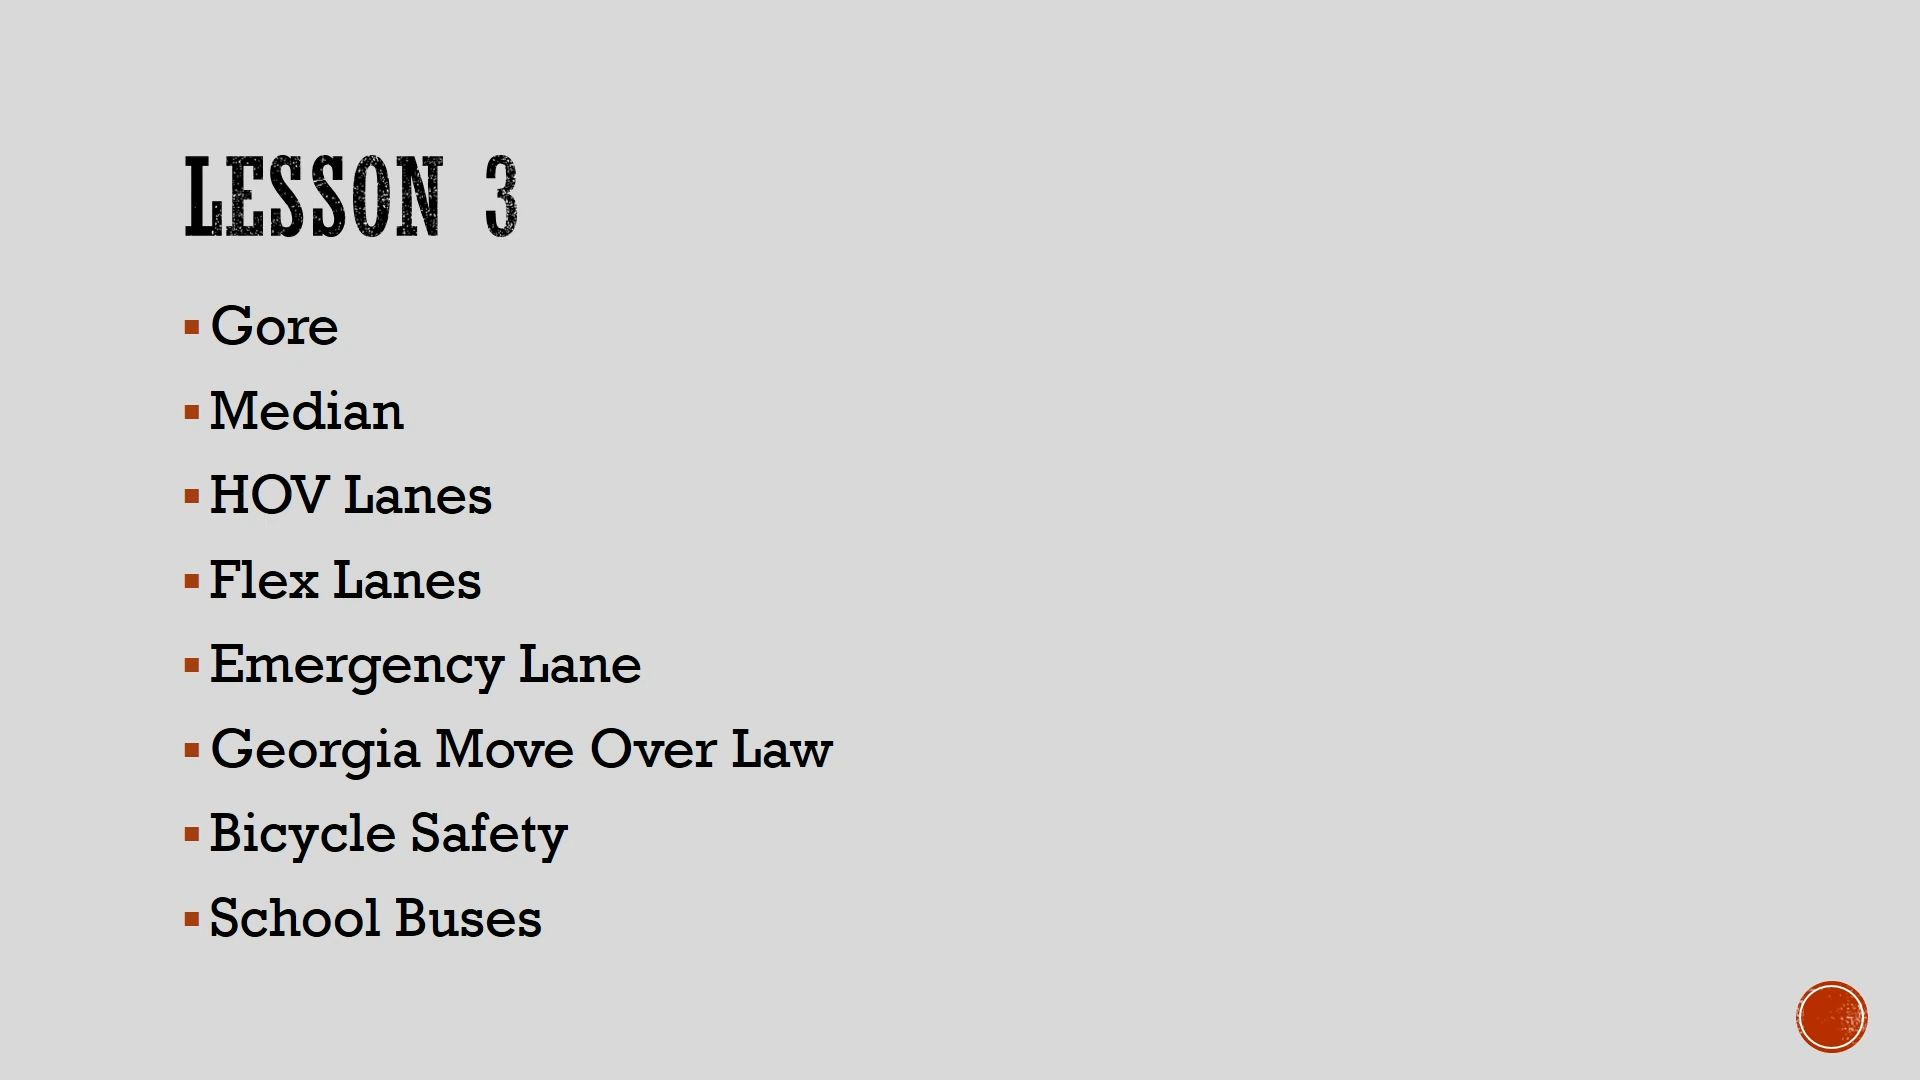 LESSON 3
▪ Gore
▪ Median
▪ HOV Lanes
▪ Flex Lanes
▪ Emergency Lane
▪ Georgia Move Over Law
▪ Bicycle Safety
▪ School Buses